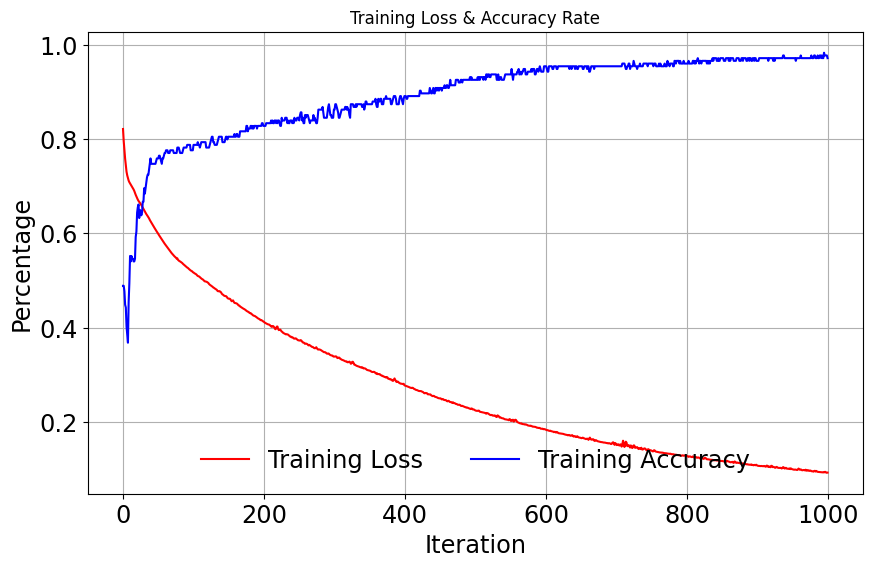 Training Loss & Accuracy Rate
1.0
0.8
0.6
0.4
0.2
Percentage
Training Loss Training Accuracy
0 200 400 600 800 1000
Iteration